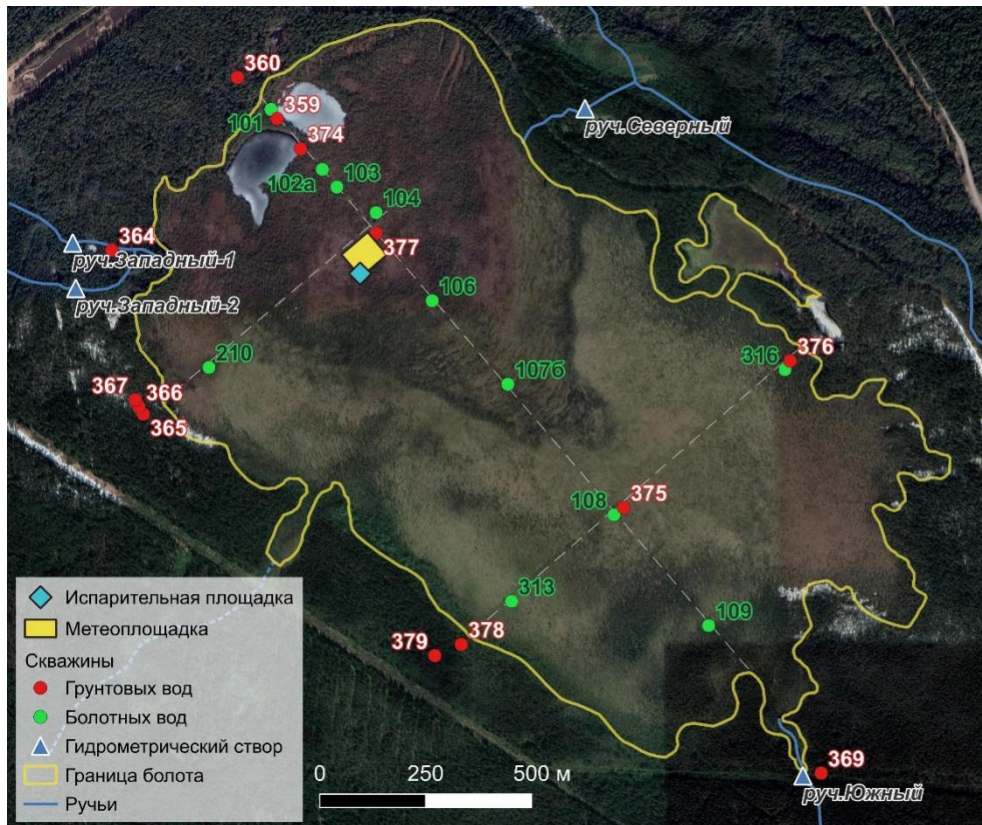 360
359
101
374
руч.Северный
102а
103
104
364
377
руч.Западный-1
руч.Западный-2
106
376
316
210
107б
367
366
365
375
108
313
109
378
379
369
руч.Южный
Испарительная площадка
Метеоплощадка
Скважины
Грунтовых вод
Болотных вод
Гидрометрический створ
Граница болота
Ручьи
0 250 500 м